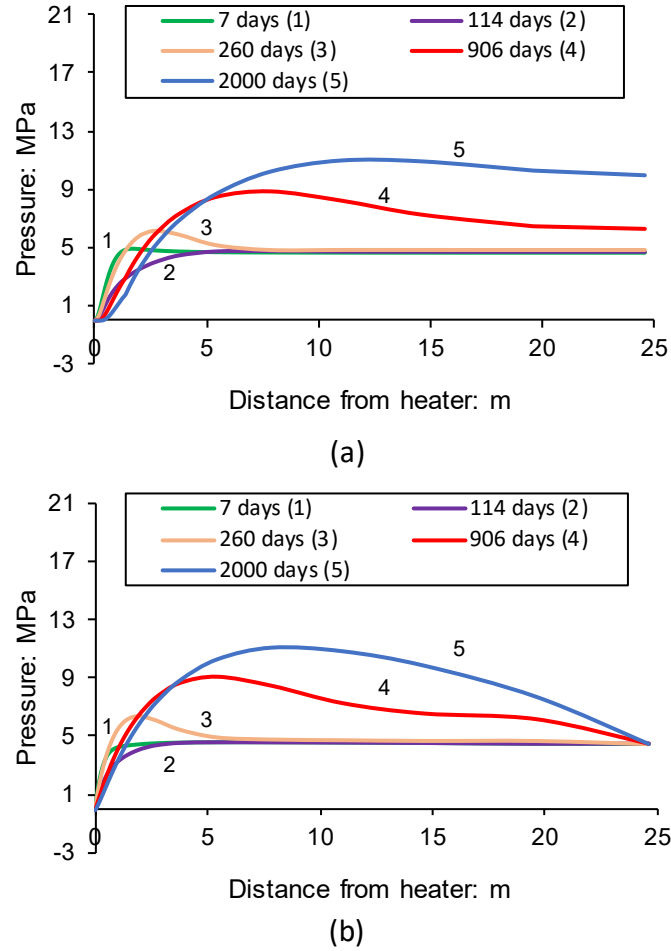 21
17
13
9
5
1
-3
Pressure: MPa
7 days (1) 114 days (2)
260 days (3) 906 days (4)
2000 days (5)
1
2
3
4
5
0 5 10 15 20 25
Distance from heater: m
(a)
21
17
13
9
5
1
-3
Pressure: MPa
7 days (1) 114 days (2)
260 days (3) 906 days (4)
2000 days (5)
1
2
3
4
5
0 5 10 15 20 25
Distance from heater: m
(b)